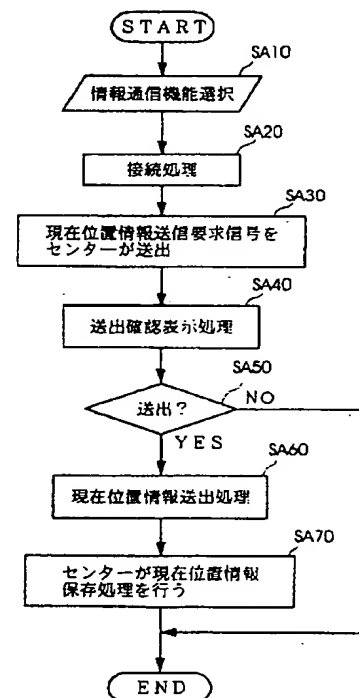 START
SA10
情報通信機能選択
SA20
接続処理
SA30
現在位置情報送信要求信号を
センターが送出
SA40
送出確認表示処理
SA50
送出？
NO
YES
SA60
現在位置情報送出処理
SA70
センターが現在位置情報
保存処理を行う
END